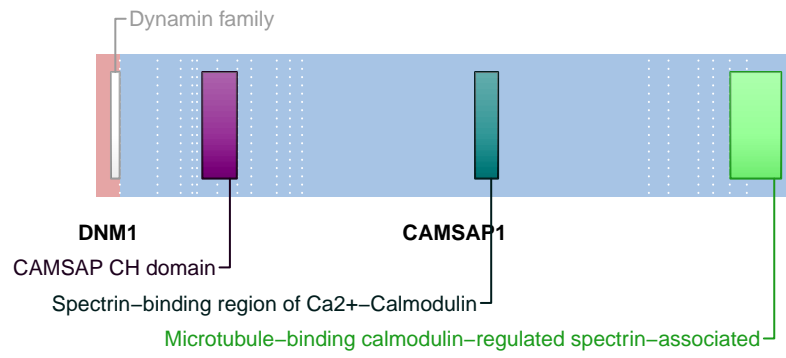 Dynamin family
DNM1 CAMSAP1
CAMSAP CH domain
Spectrin−binding region of Ca2+−Calmodulin
Microtubule−binding calmodulin−regulated spectrin−associated